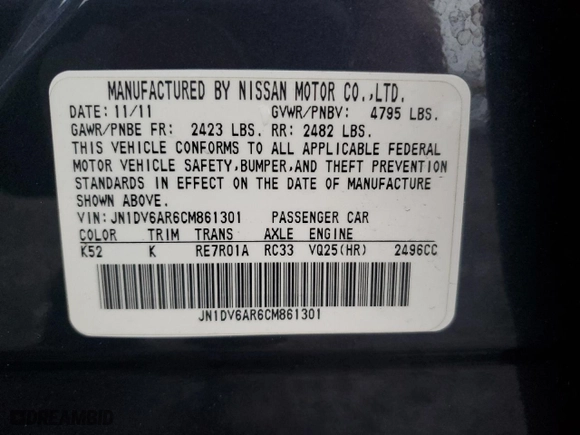 MANUFACTURED BY NISSAN MOTOR CO.,LTD.
DATE: 11/11 GVWR/PNBV: 4795 LBS.
GAWR/PNBE FR: 2423 LBS. RR: 2482 LBS.
THIS VEHICLE CONFORMS TO ALL APPLICABLE FEDERAL
MOTOR VEHICLE SAFETY,BUMPER,AND THEFT PREVENTION
STANDARDS IN EFFECT ON THE DATE OF MANUFACTURE
SHOWN ABOVE.
VIN: JN1DV6AR6CM861301 PASSENGER CAR
COLOR TRIM TRANS AXLE ENGINE
K52 K RE7R01A RC33 VQ25(HR) 2496CC
JN1DV6AR6CM861301
DREAMBID